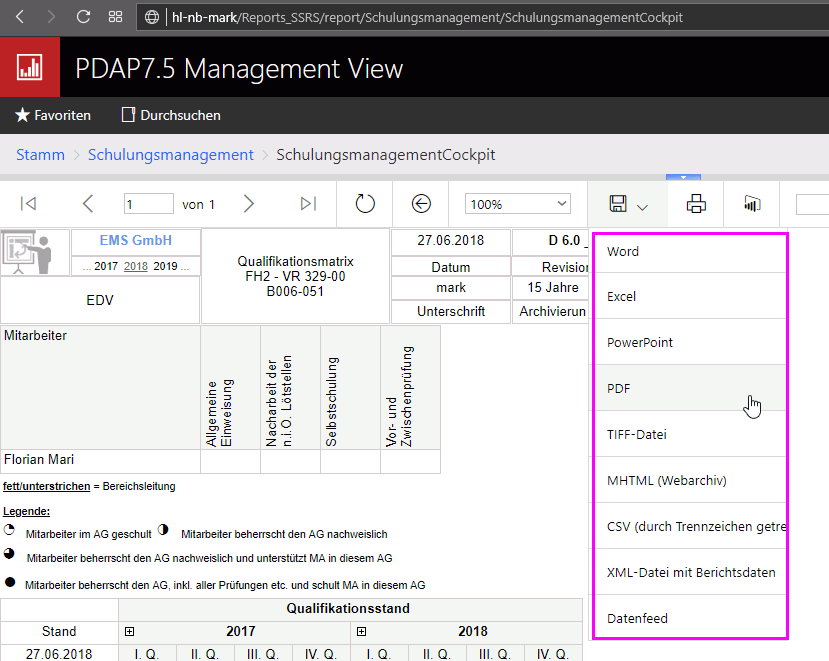 hl-nb-mark/Reports_SSRS/report/Schulungsmanagement/SchulungsmanagementCockpit
PDAP7.5 Management View
Favoriten Durchsuchen
Stamm > Schulungsmanagement > SchulungsmanagementCockpit
1 von 1 100%
EMS GmbH
... 2017 2018 2019 ...
EDV
Qualifikationsmatrix
FH2 - VR 329-00
B006-051
27.06.2018 D 6.0 _
Datum Revision
mark 15 Jahre
Unterschrift Archivierun
Word
Excel
PowerPoint
PDF
TIFF-Datei
MHTML (Webarchiv)
CSV (durch Trennzeichen getre
XML-Datei mit Berichtsdaten
Datenfeed
Mitarbeiter
Allgemeine
Einweisung
Nacharbeit der
n.i.O. Lötstellen
Selbstschulung
Vor- und
Zwischenprüfung
Florian Mari
fett/unterstrichen = Bereichsleitung
Legende:
Mitarbeiter im AG geschult Mitarbeiter beherrscht den AG nachweislich
Mitarbeiter beherrscht den AG nachweislich und unterstützt MA in diesem AG
Mitarbeiter beherrscht den AG, inkl. aller Prüfungen etc. und schult MA in diesem AG
Qualifikationsstand
Stand 2017 2018
27.06.2018 I. Q. II. Q. III. Q. IV. Q. I. Q. II. Q. III. Q. IV. Q.